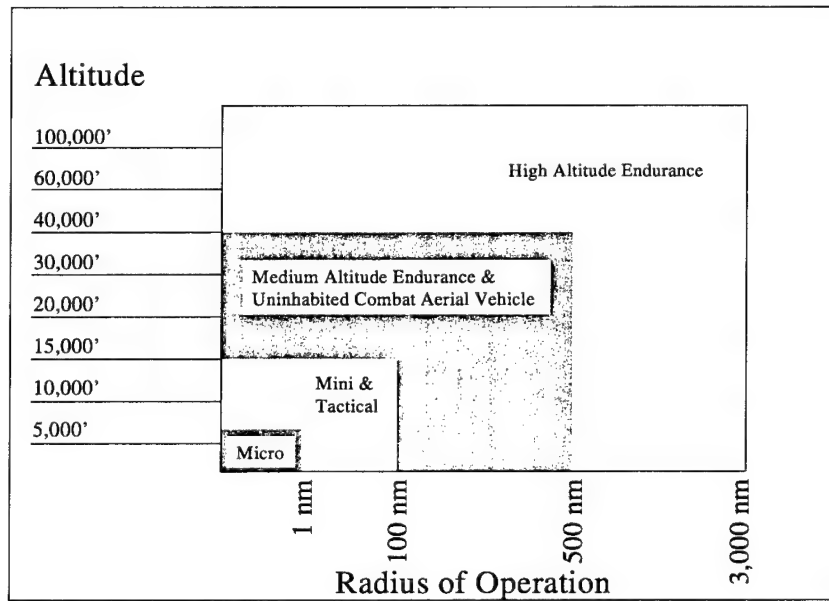 Altitude
100,000’
60,000’
40,000’
30,000’
20,000’
15,000’
10,000’
5,000’
High Altitude Endurance
Medium Altitude Endurance &
Uninhabited Combat Aerial Vehicle
Mini &
Tactical
Micro
1 nm
100 nm
500 nm
3,000 nm
Radius of Operation